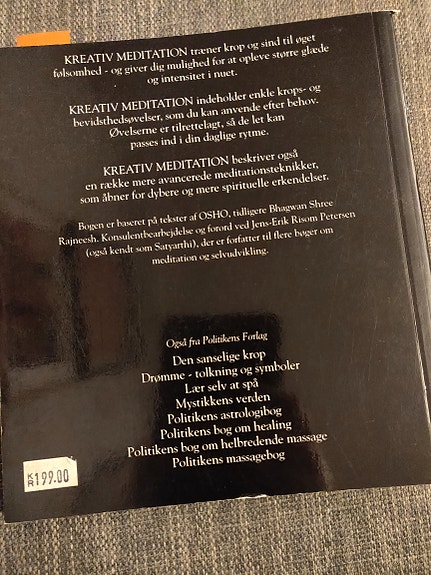 KREATIV MEDITATION træner krop og sind til øget
følsomhed - og giver dig mulighed for at opleve større glæde
og intensitet i nuet.
KREATIV MEDITATION indeholder enkle krops- og
bevidsthedsøvelser, som du kan anvende efter behov.
Øvelserne er tilrettelagt, så de let kan
passes ind i din daglige rytme.
KREATIV MEDITATION beskriver også
en række mere avancerede meditationsteknikker,
som åbner for dybere og mere spirituelle erkendelser.
Bogen er baseret på tekster af OSHO, tidligere Bhagwan Shree
Rajneesh. Konsulentbearbejdelse og forord ved Jens-Erik Risom Petersen
(også kendt som Satyarthi), der er forfatter til flere bøger om
meditation og selvudvikling.
Også fra Politikens Forlag
Den sanselige krop
Drømme - tolkning og symboler
Lær selv at spå
Mystikkens verden
Politikens astrologibog
Politikens bog om healing
Politikens bog om helbredende massage
Politikens massagebog
KR 199.00